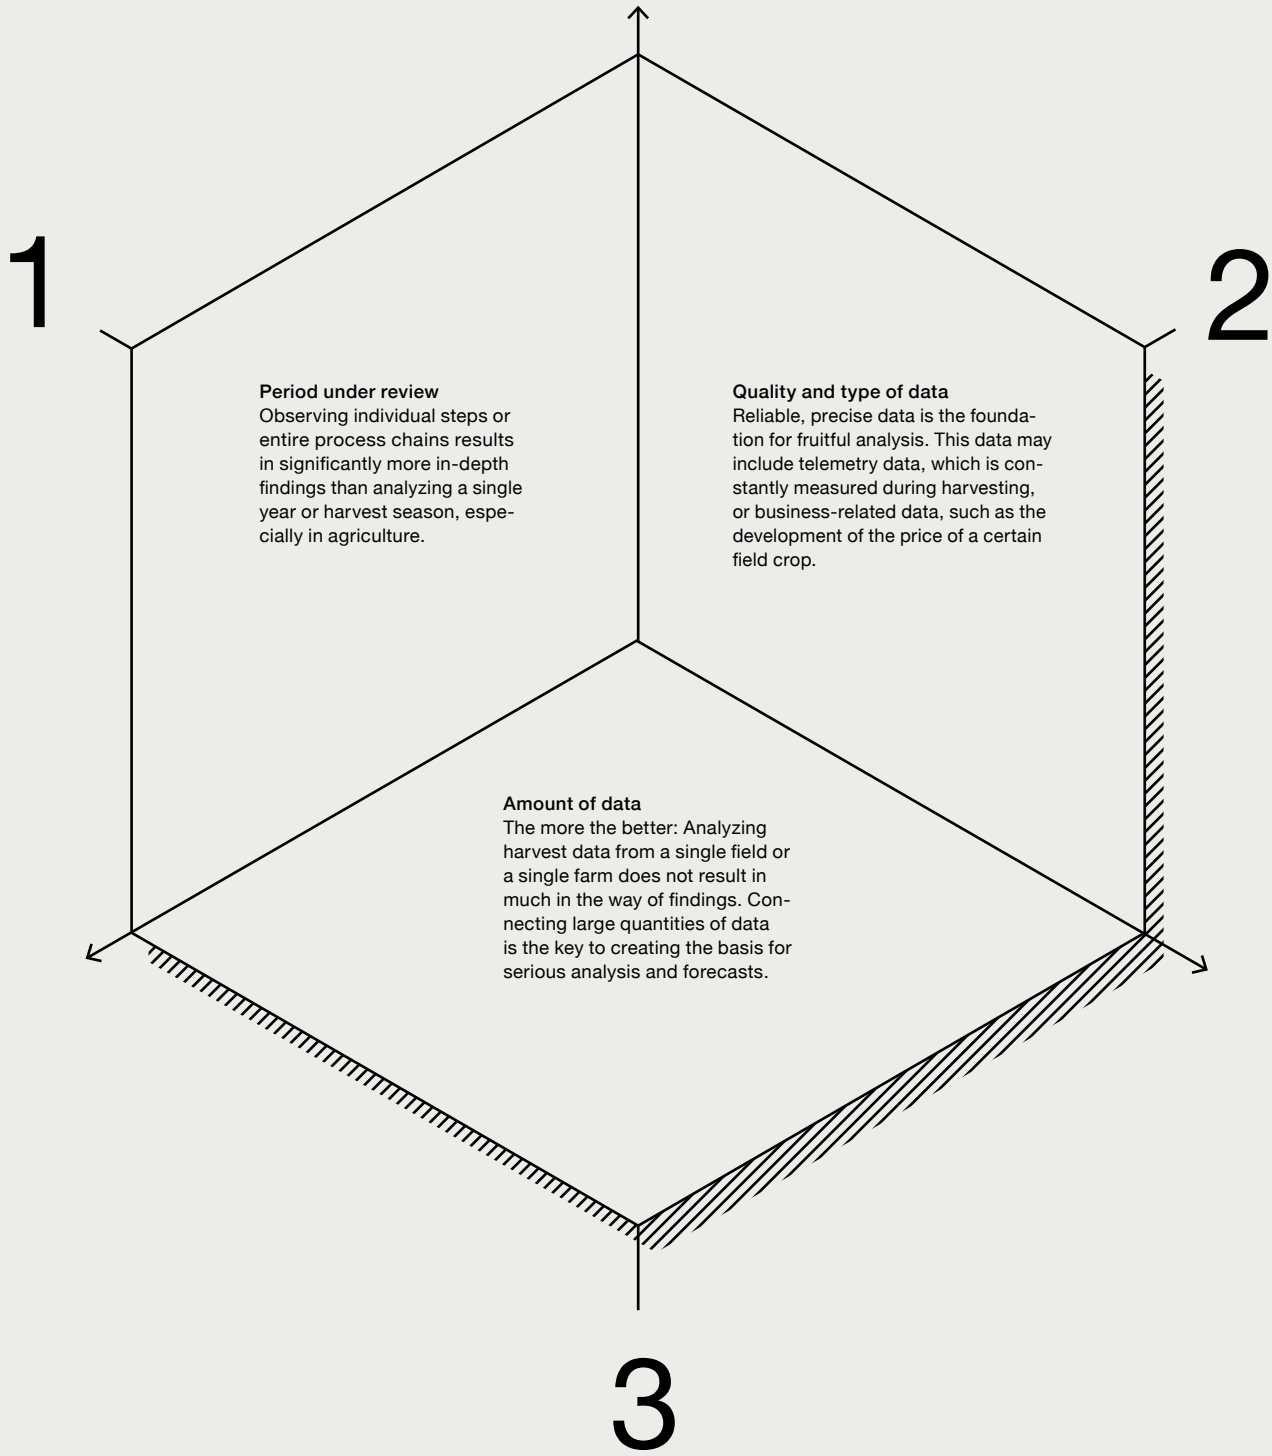 1
2
Period under review
Observing individual steps or
entire process chains results
in significantly more in-depth
findings than analyzing a single
year or harvest season, espe-
cially in agriculture.
Quality and type of data
Reliable, precise data is the founda-
tion for fruitful analysis. This data may
include telemetry data, which is con-
stantly measured during harvesting,
or business-related data, such as the
development of the price of a certain
field crop.
Amount of data
The more the better: Analyzing
harvest data from a single field or
a single farm does not result in
much in the way of findings. Con-
necting large quantities of data
is the key to creating the basis for
serious analysis and forecasts.
3